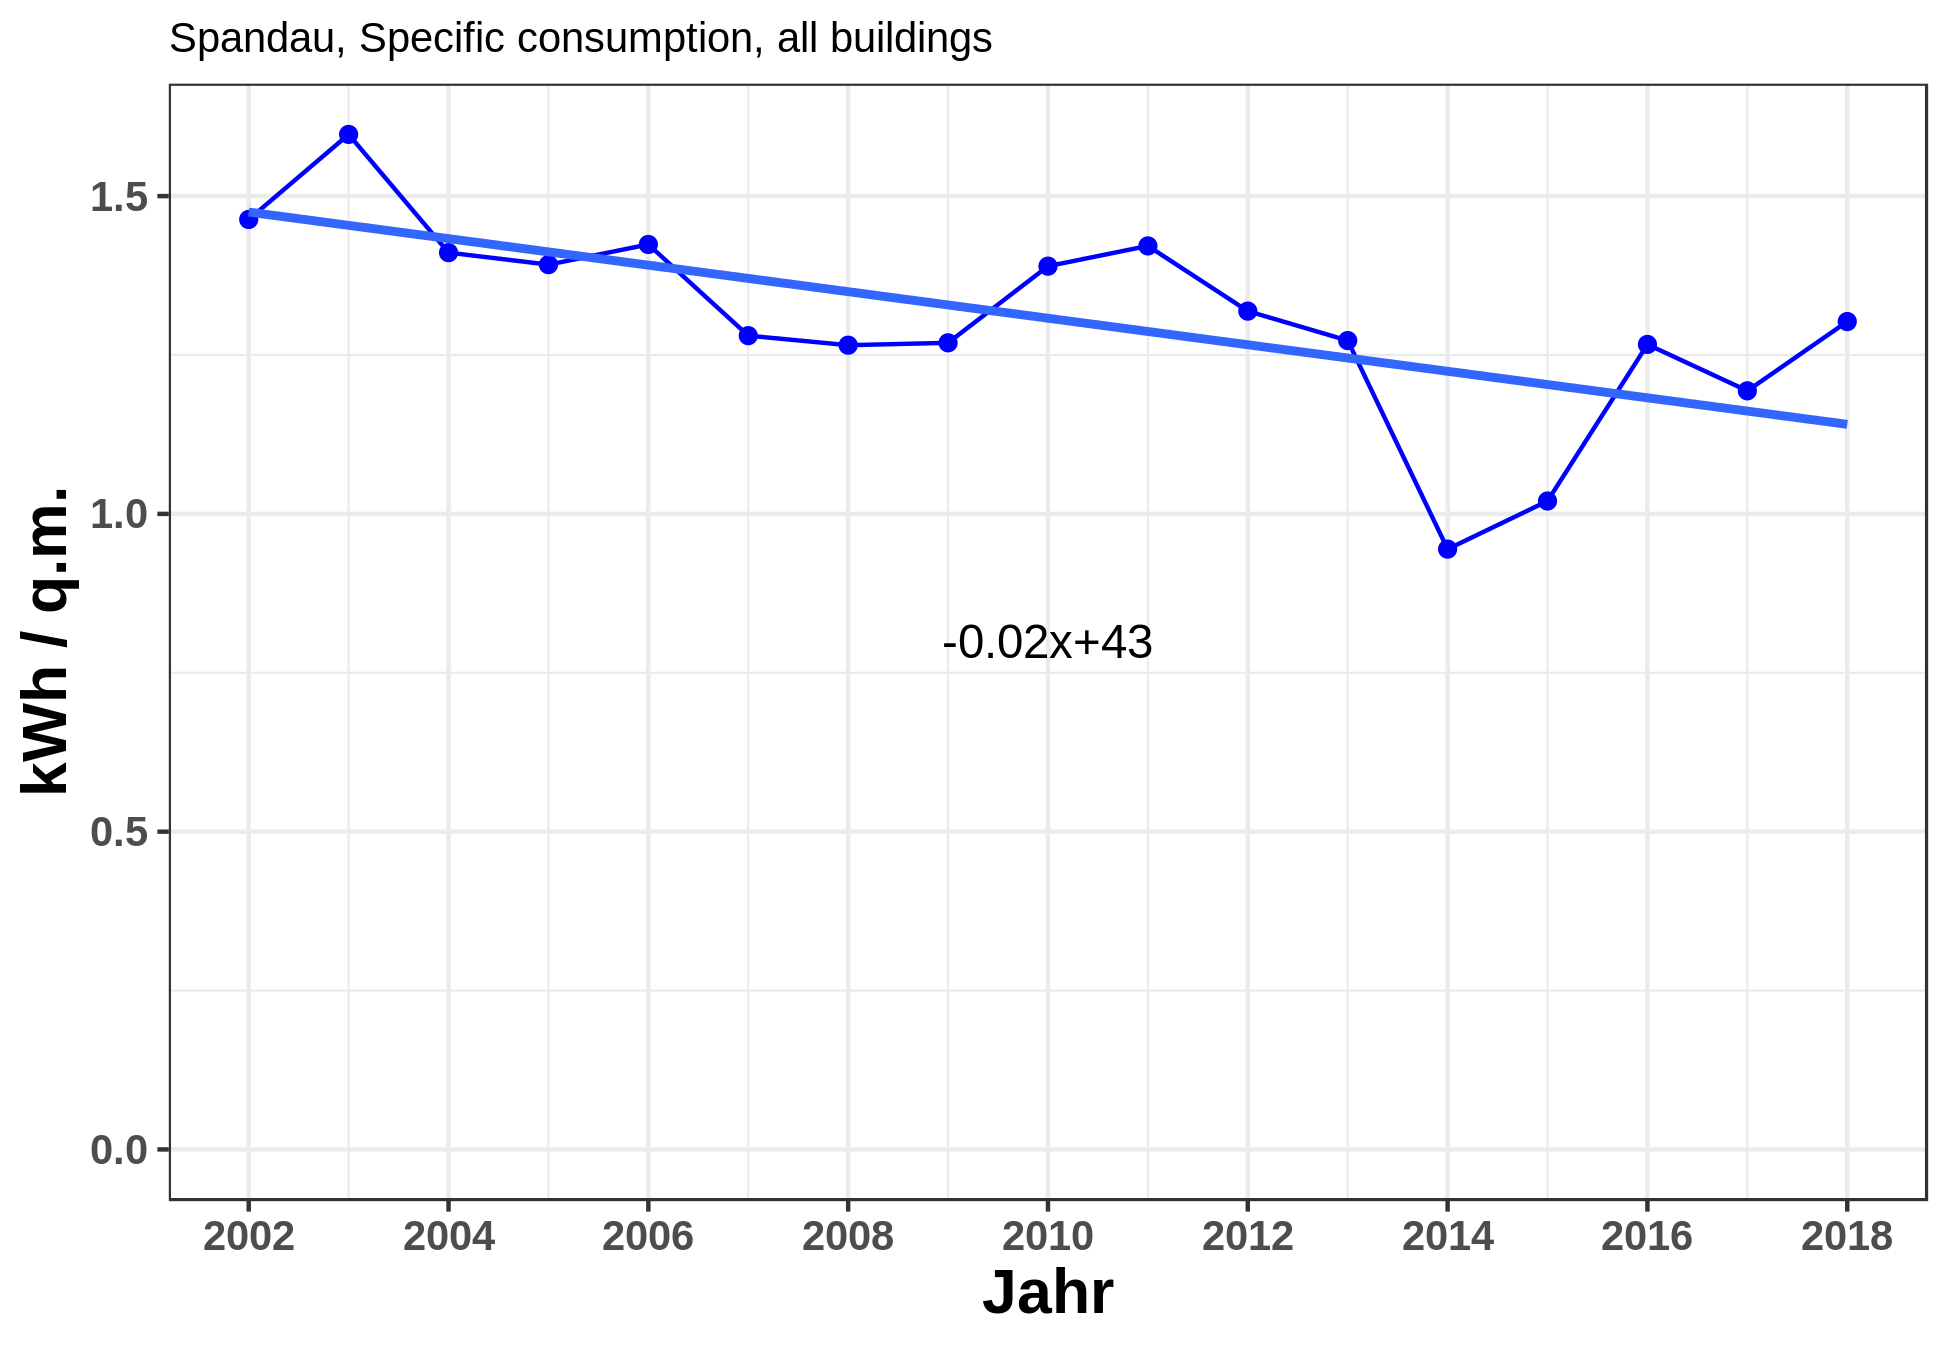 Spandau, Specific consumption, all buildings
1.5
1.0
0.5
0.0
kWh / q.m.
-0.02x+43
2002 2004 2006 2008 2010 2012 2014 2016 2018
Jahr